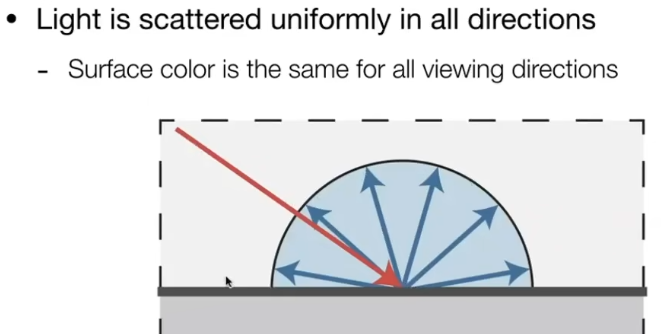 • Light is scattered uniformly in all directions
- Surface color is the same for all viewing directions